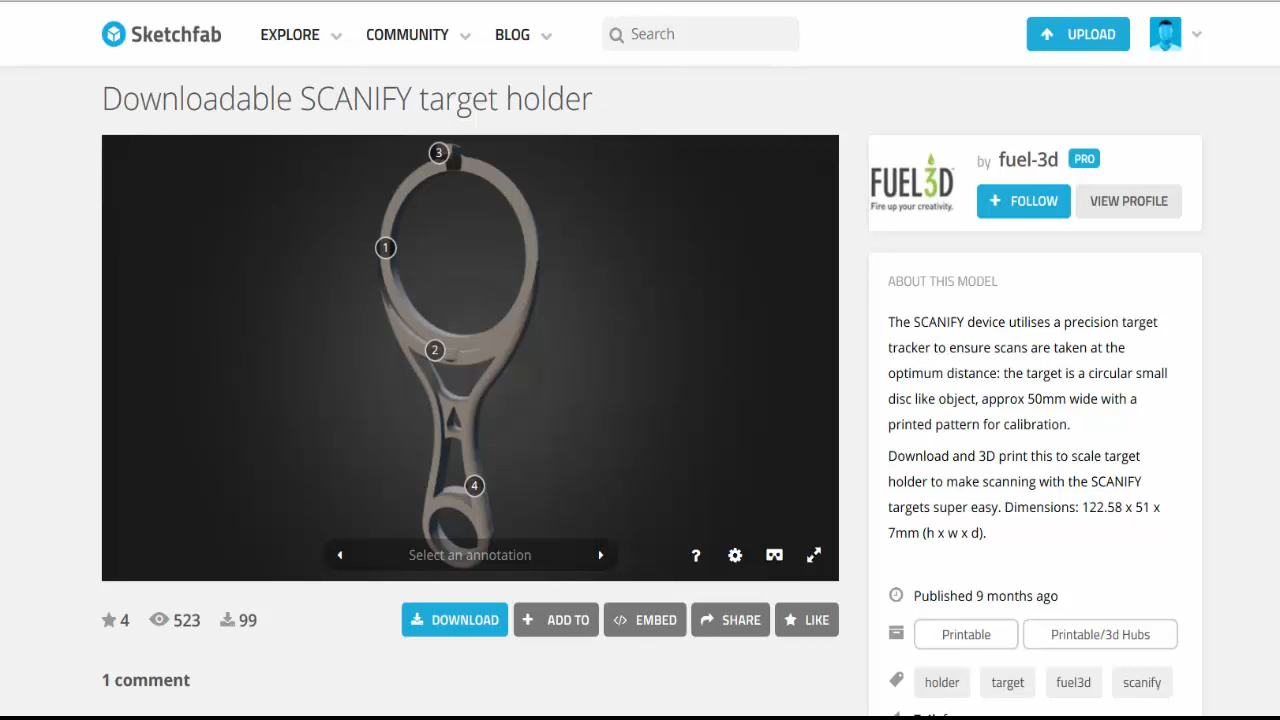 Sketchfab EXPLORE COMMUNITY BLOG Search UPLOAD
Downloadable SCANIFY target holder
3
1
2
4
Select an annotation ?
4 523 99 DOWNLOAD ADD TO EMBED SHARE LIKE
1 comment
FUEL3D
Fire up your creativity.
by fuel-3d PRO
FOLLOW VIEW PROFILE
ABOUT THIS MODEL
The SCANIFY device utilises a precision target
tracker to ensure scans are taken at the
optimum distance: the target is a circular small
disc like object, approx 50mm wide with a
printed pattern for calibration.
Download and 3D print this to scale target
holder to make scanning with the SCANIFY
targets super easy. Dimensions: 122.58 x 51 x
7mm (h x w x d).
Published 9 months ago
Printable Printable/3d Hubs
holder target fuel3d scanify